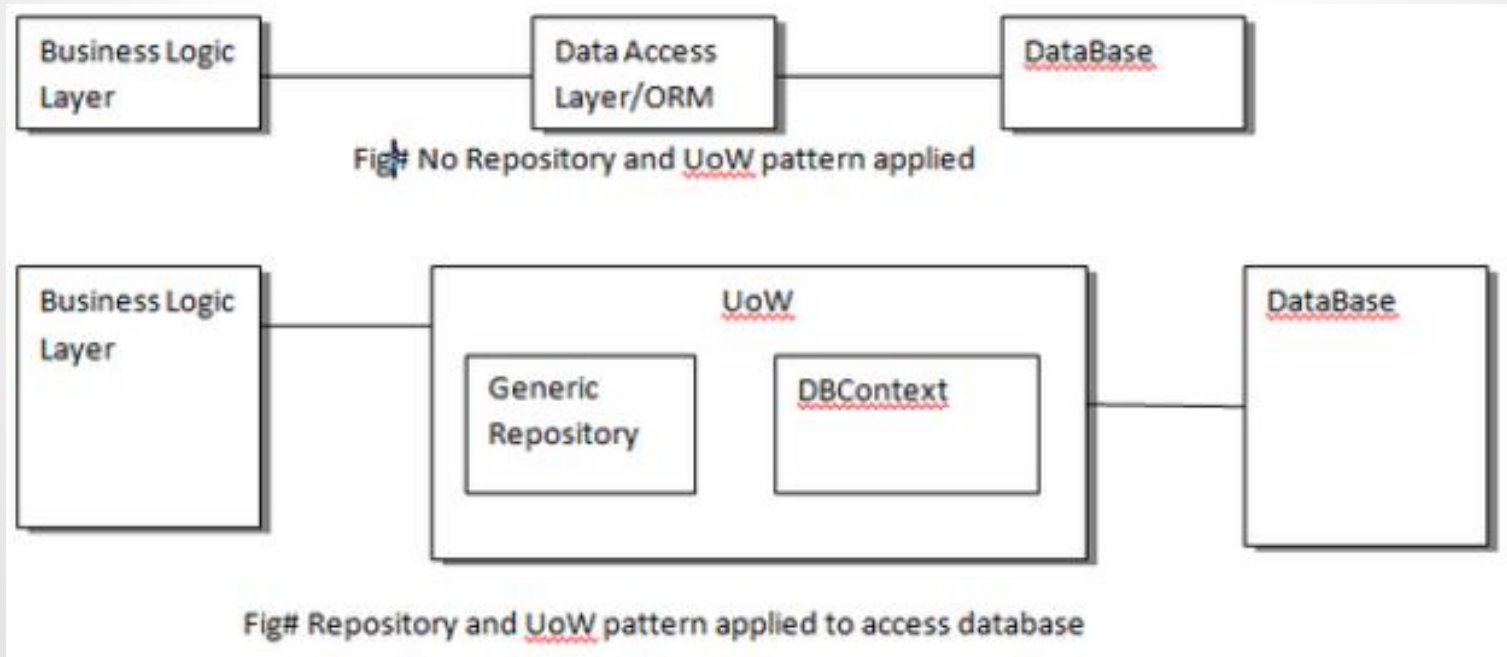 Business Logic
Layer
Data Access
Layer/ORM
DataBase
Fig# No Repository and UoW pattern applied
Business Logic
Layer
UoW
Generic
Repository
DBContext
DataBase
Fig# Repository and UoW pattern applied to access database